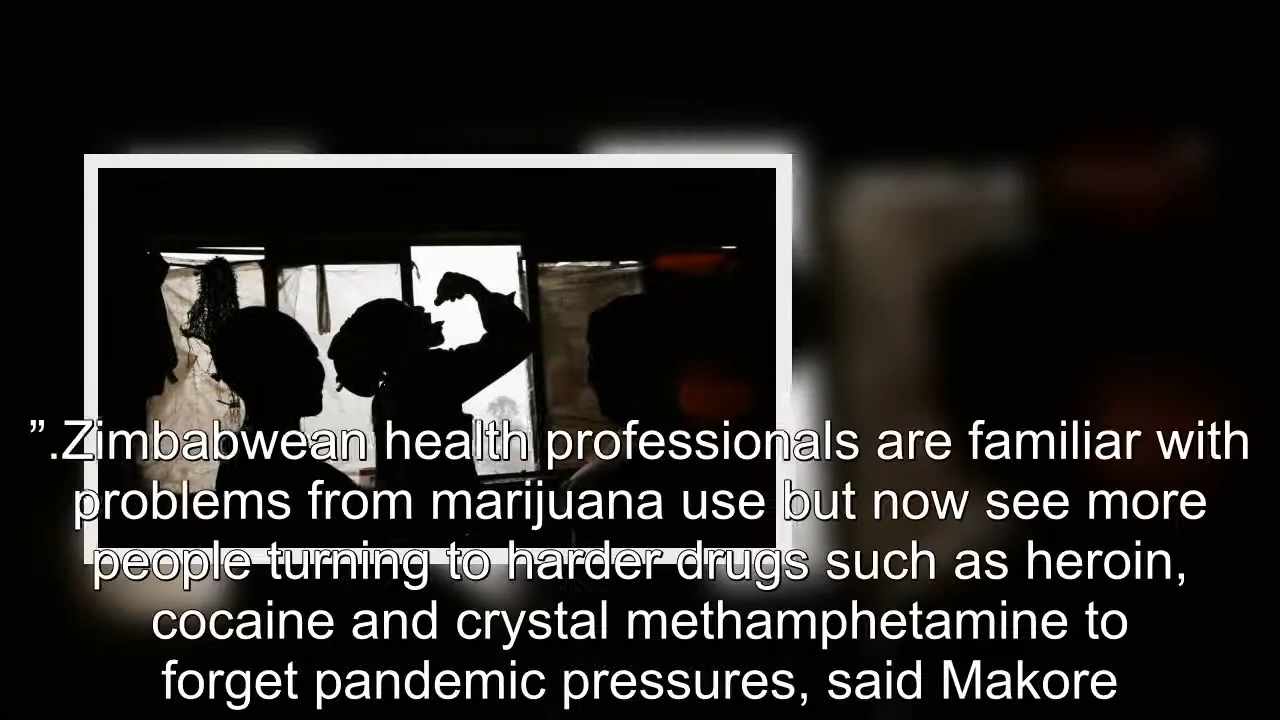 ” .Zimbabwean health professionals are familiar with
problems from marijuana use but now see more
people turning to harder drugs such as heroin,
cocaine and crystal methamphetamine to
forget pandemic pressures, said Makore